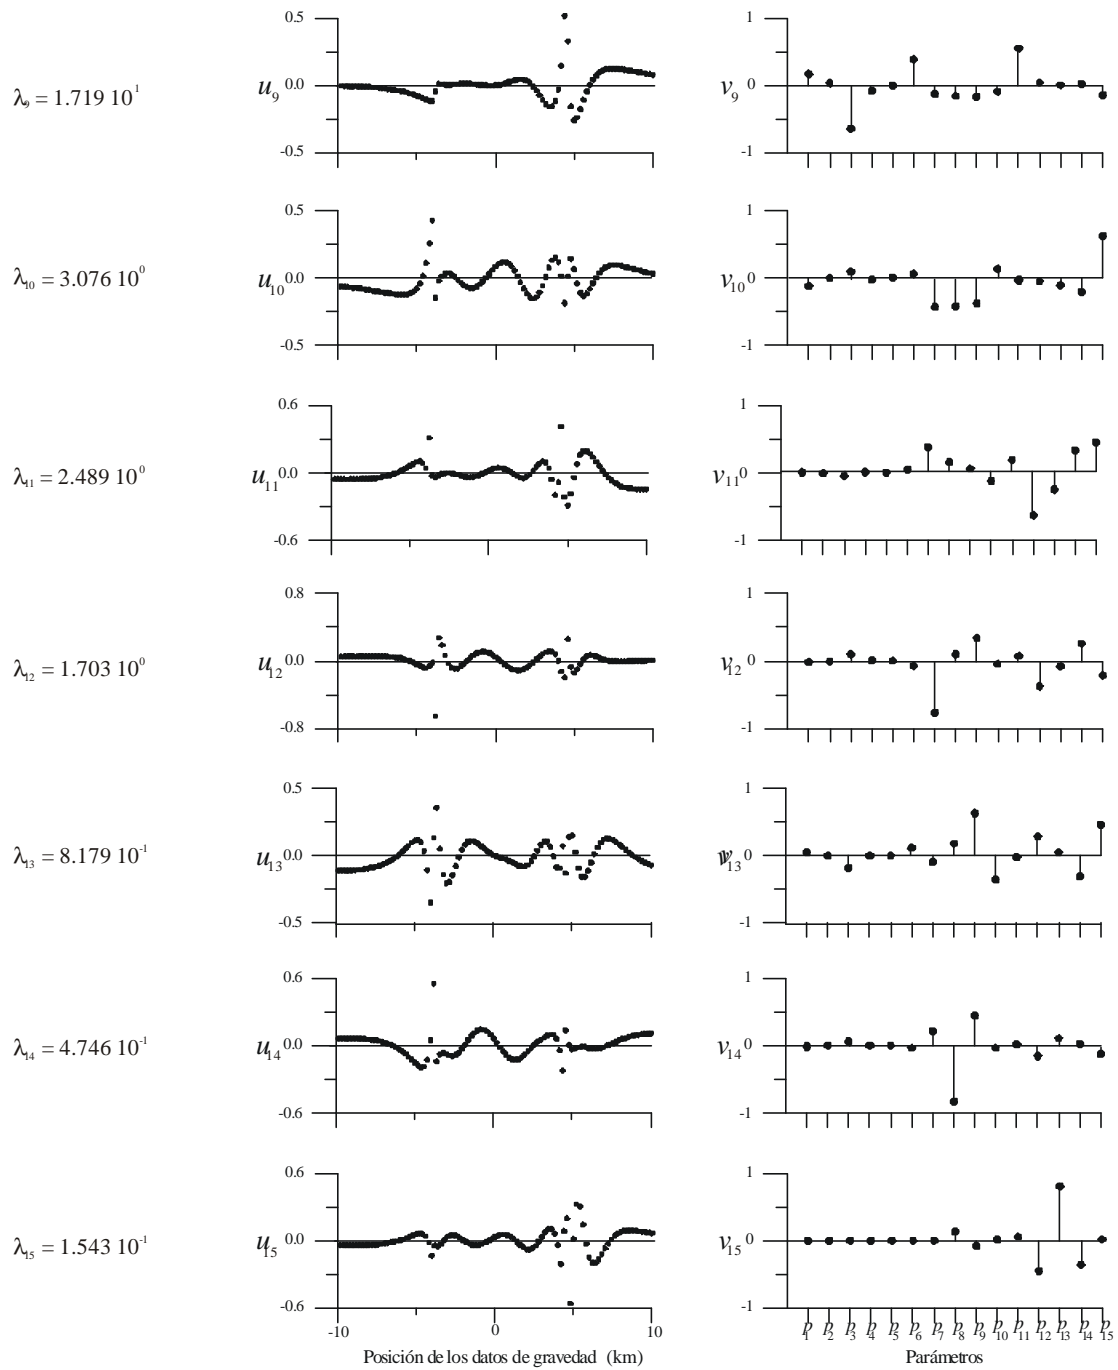 λ9 = 1.719 10^1
0.5
u9 0.0
-0.5
1
v9 0
-1
λ10 = 3.076 10^0
0.5
u10 0.0
-0.5
1
v10 0
-1
λ11 = 2.489 10^0
0.6
u11 0.0
-0.6
1
v11 0
-1
λ12 = 1.703 10^0
0.8
u12 0.0
-0.8
1
v12 0
-1
λ13 = 8.179 10^-1
0.5
u13 0.0
-0.5
1
v13 0
-1
λ14 = 4.746 10^-1
0.6
u14 0.0
-0.6
1
v14 0
-1
λ15 = 1.543 10^-1
0.6
u15 0.0
-0.6
-10 0 10
Posición de los datos de gravedad (km)
1
v15 0
-1
P1 P2 P3 P4 P5 P6 P7 P8 P9 P10 P11 P12 P13 P14 P15
Parámetros